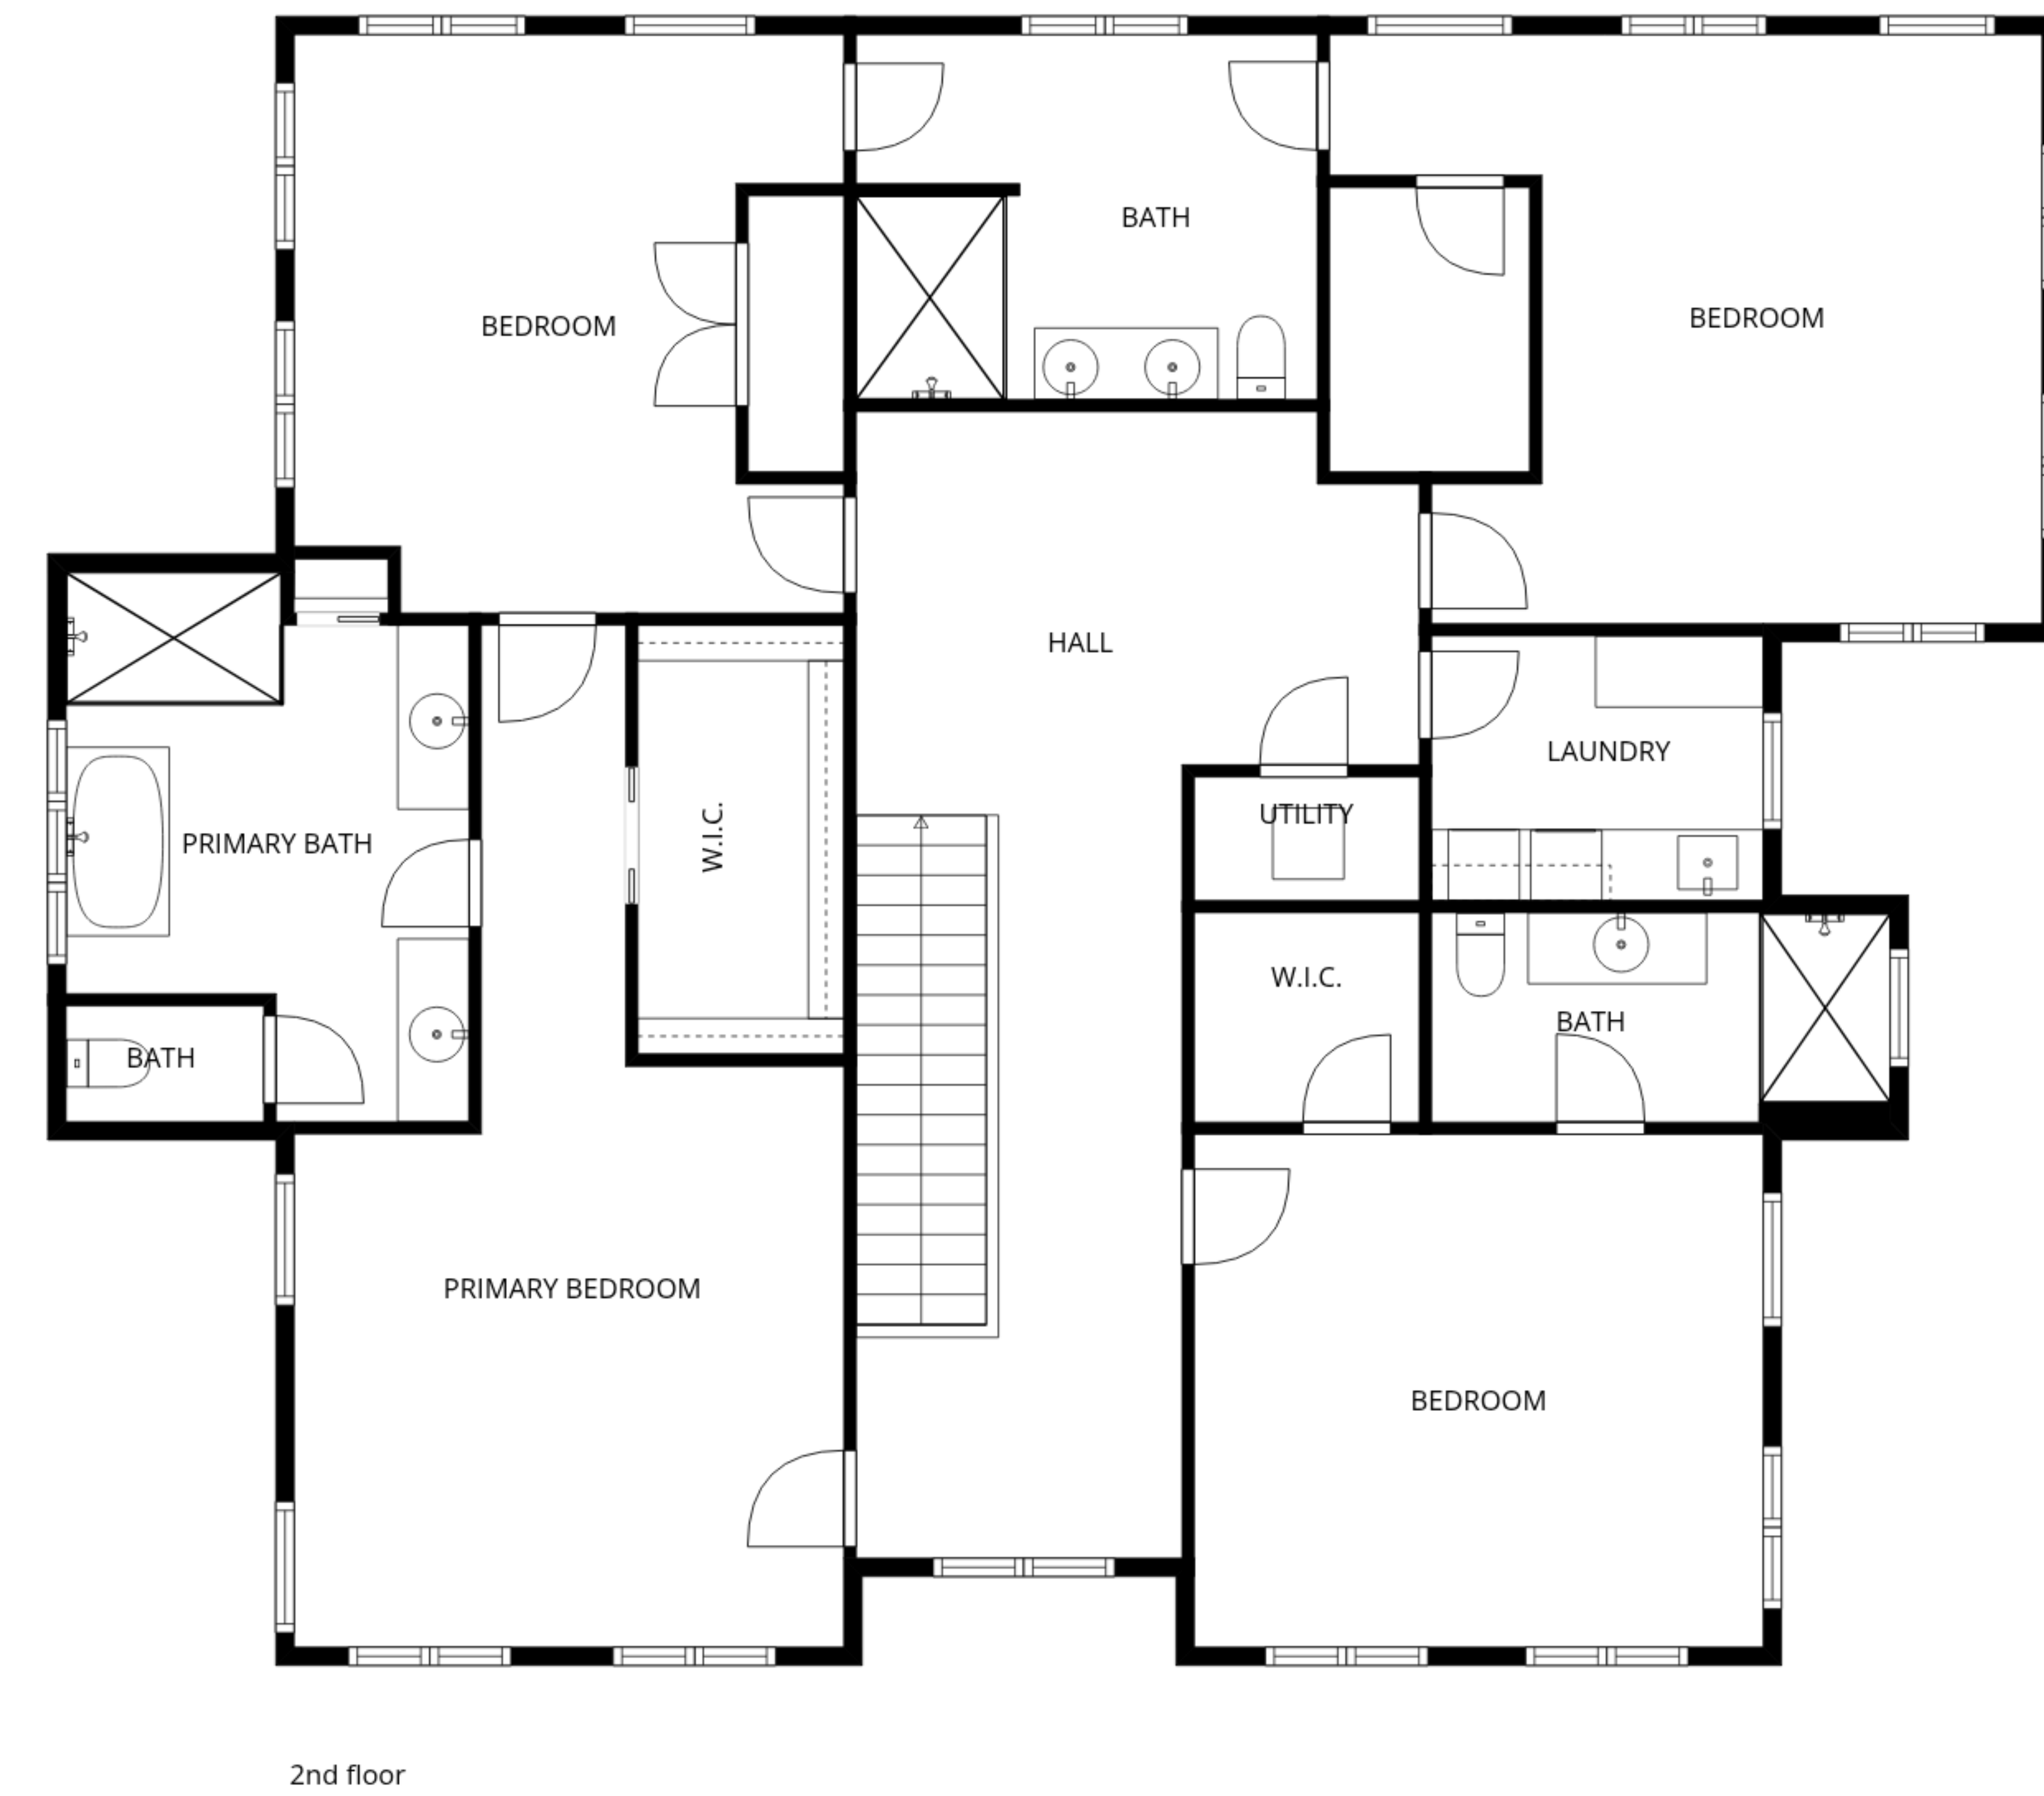 BATH
BEDROOM
BEDROOM
HALL
LAUNDRY
UTILITY
PRIMARY BATH
W.I.C.
W.I.C.
BATH
BATH
PRIMARY BEDROOM
BEDROOM
2nd floor